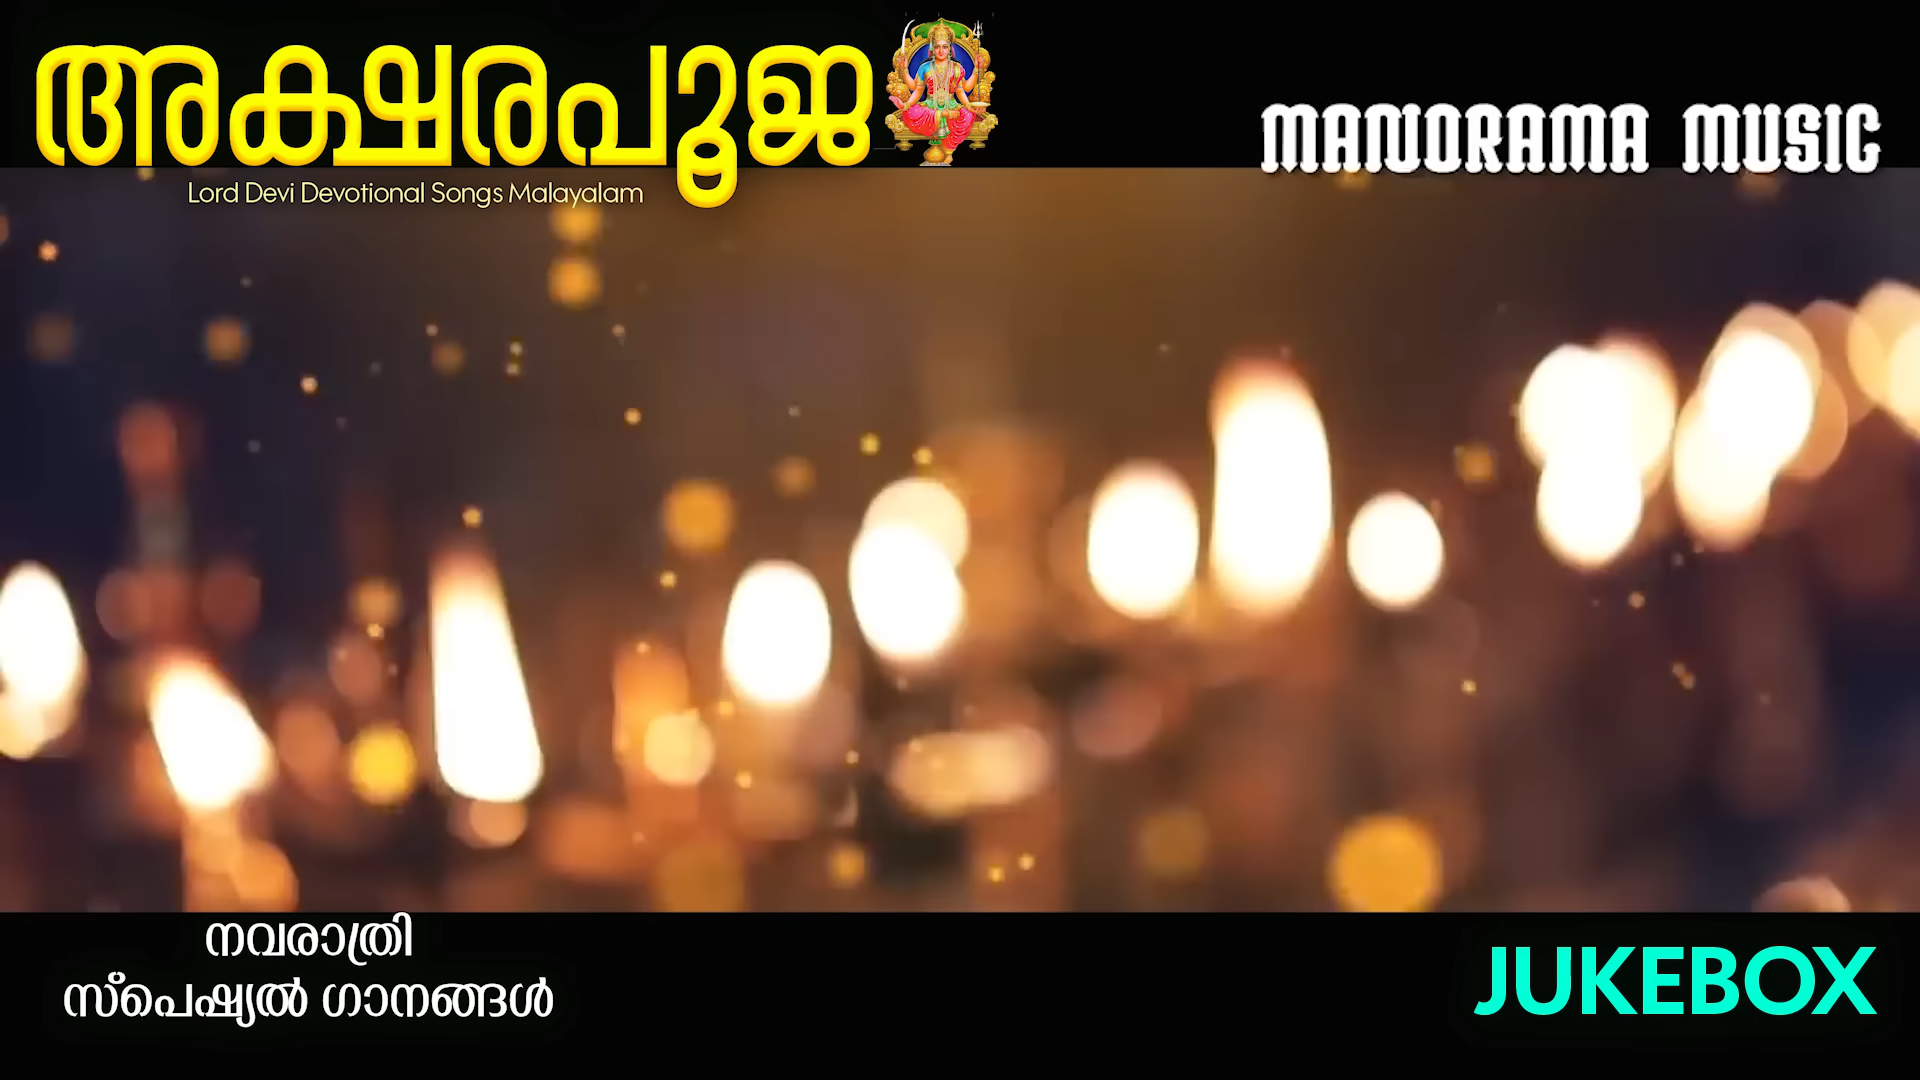 അക്ഷരപൂജ
Lord Devi Devotional Songs Malayalam
MANORAMA MUSIC
നവരാത്രി
സ്പെഷ്യൽ ഗാനങ്ങൾ
JUKEBOX